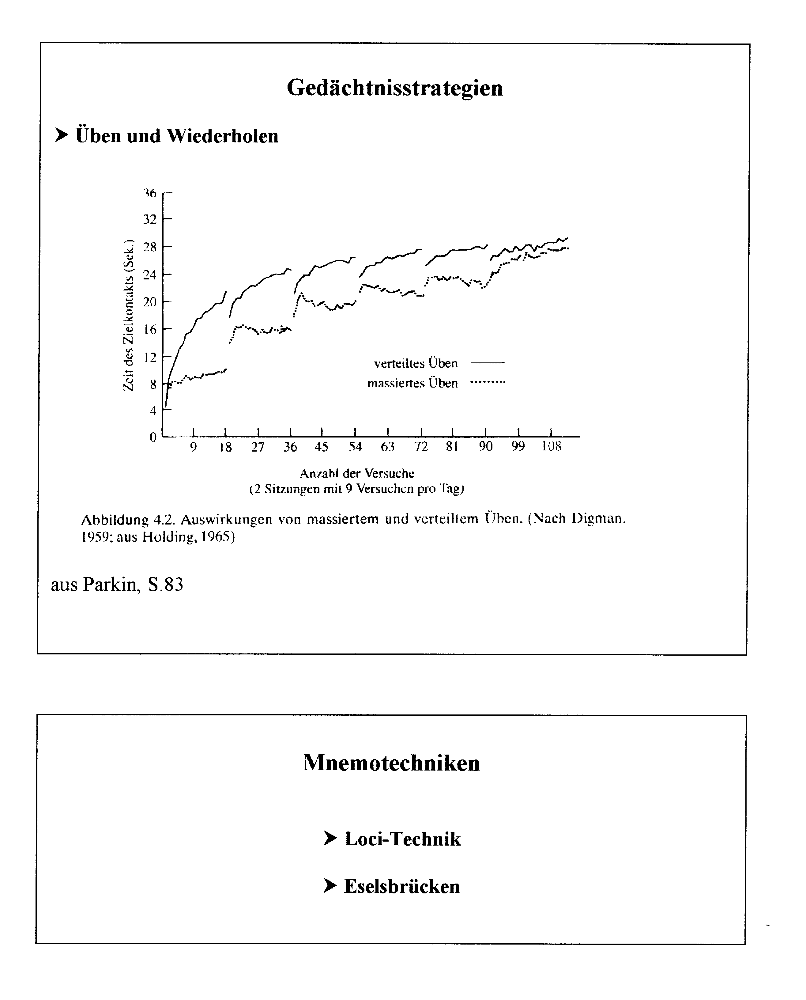 Gedächtnisstrategien
➤ Üben und Wiederholen
36
32
28
24
20
16
12
8
4
0
Zeit des Zielkontakts (Sek.)
verteiltes Üben
massiertes Üben
9 18 27 36 45 54 63 72 81 90 99 108
Anzahl der Versuche
(2 Sitzungen mit 9 Versuchen pro Tag)
Abbildung 4.2. Auswirkungen von massiertem und verteiltem Üben. (Nach Digman.
1959; aus Holding, 1965)
aus Parkin, S.83
Mnemotechniken
➤ Loci-Technik
➤ Eselsbrücken